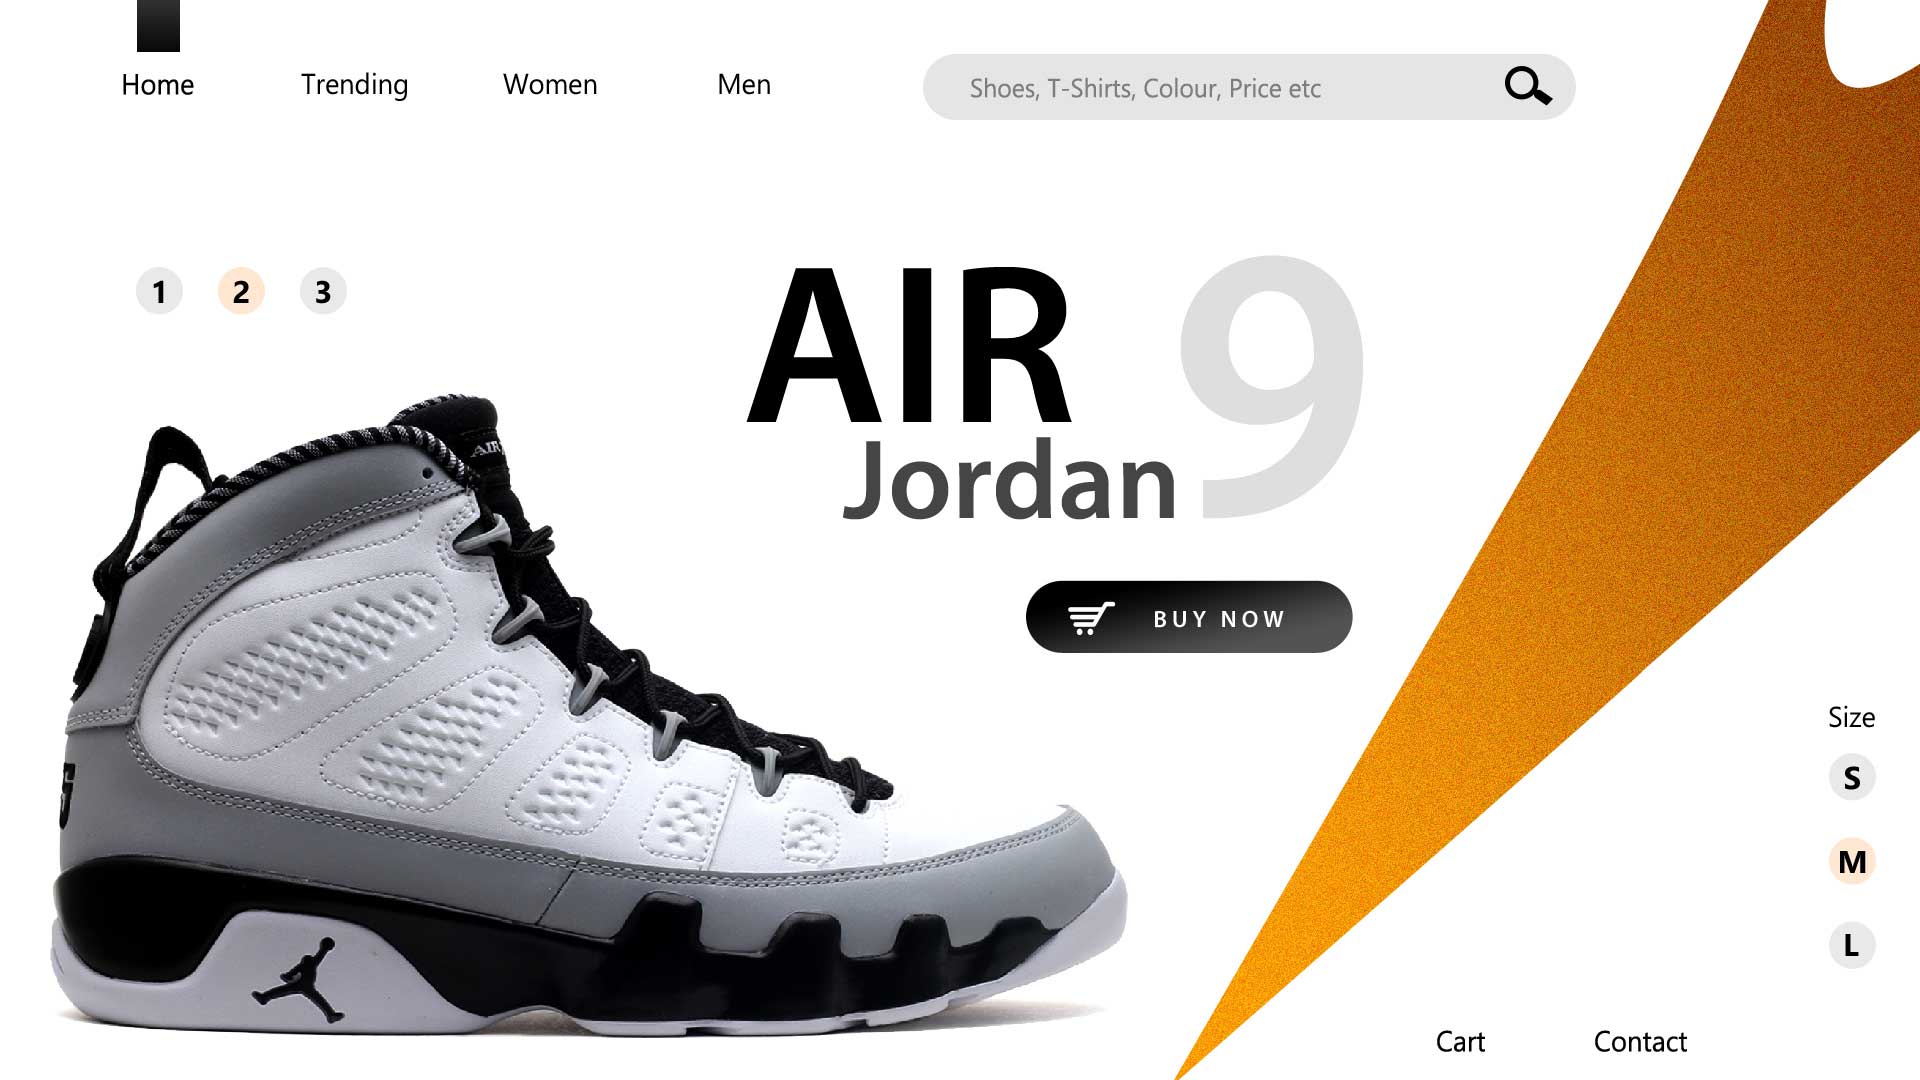 Home Trending Women Men
Shoes, T-Shirts, Colour, Price etc
1 2 3
AIR 9
Jordan
AIR
BUY NOW
Size
S
M
L
Cart Contact